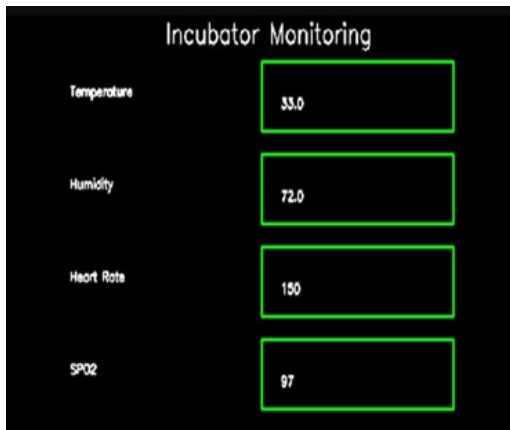 Incubator Monitoring
Temperature 33.0
Humidity 72.0
Heart Rate 150
SPO2 97